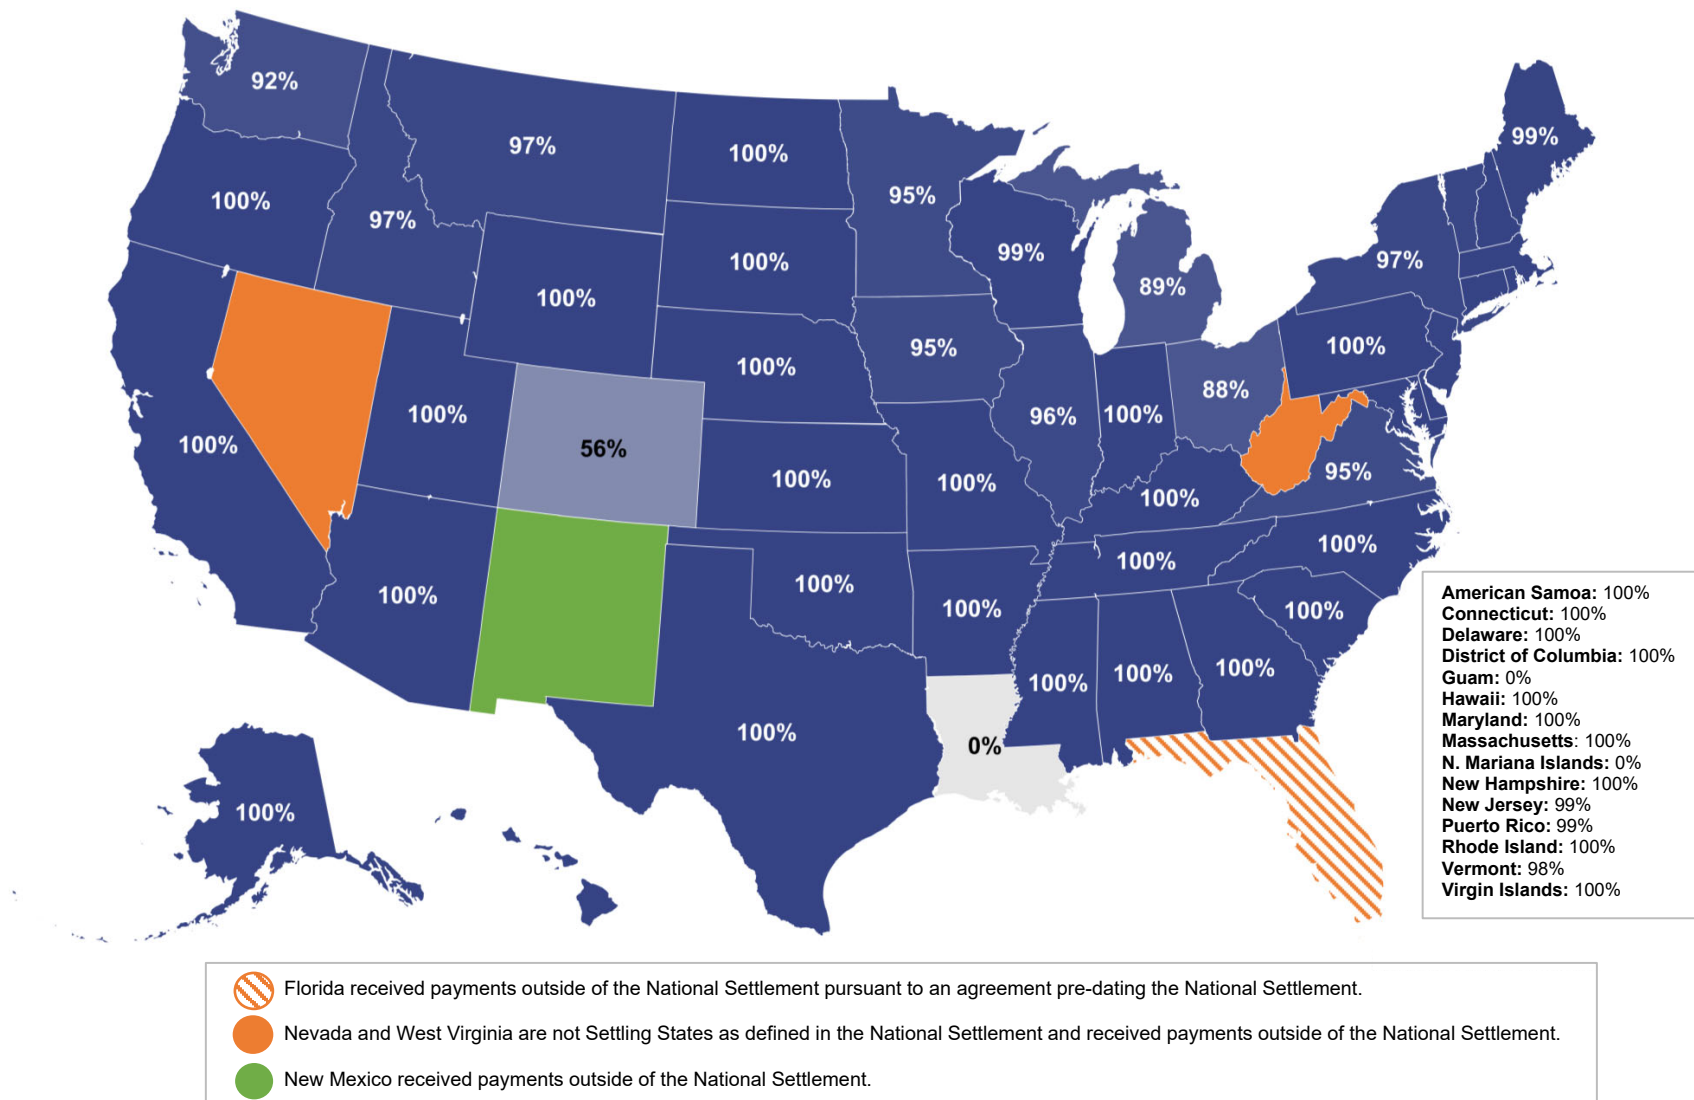 92%
97%
100%
99%
95%
100%
97%
99%
97%
100%
89%
100%
100%
95%
100%
100%
88%
96%
100%
100%
100%
56%
95%
100%
100%
100%
100%
100%
100%
100%
100%
100%
100%
100%
100%
100%
100%
0%
100%
American Samoa: 100%
Connecticut: 100%
Delaware: 100%
District of Columbia: 100%
Guam: 0%
Hawaii: 100%
Maryland: 100%
Massachusetts: 100%
N. Mariana Islands: 0%
New Hampshire: 100%
New Jersey: 99%
Puerto Rico: 99%
Rhode Island: 100%
Vermont: 98%
Virgin Islands: 100%
Florida received payments outside of the National Settlement pursuant to an agreement pre-dating the National Settlement.
Nevada and West Virginia are not Settling States as defined in the National Settlement and received payments outside of the National Settlement.
New Mexico received payments outside of the National Settlement.